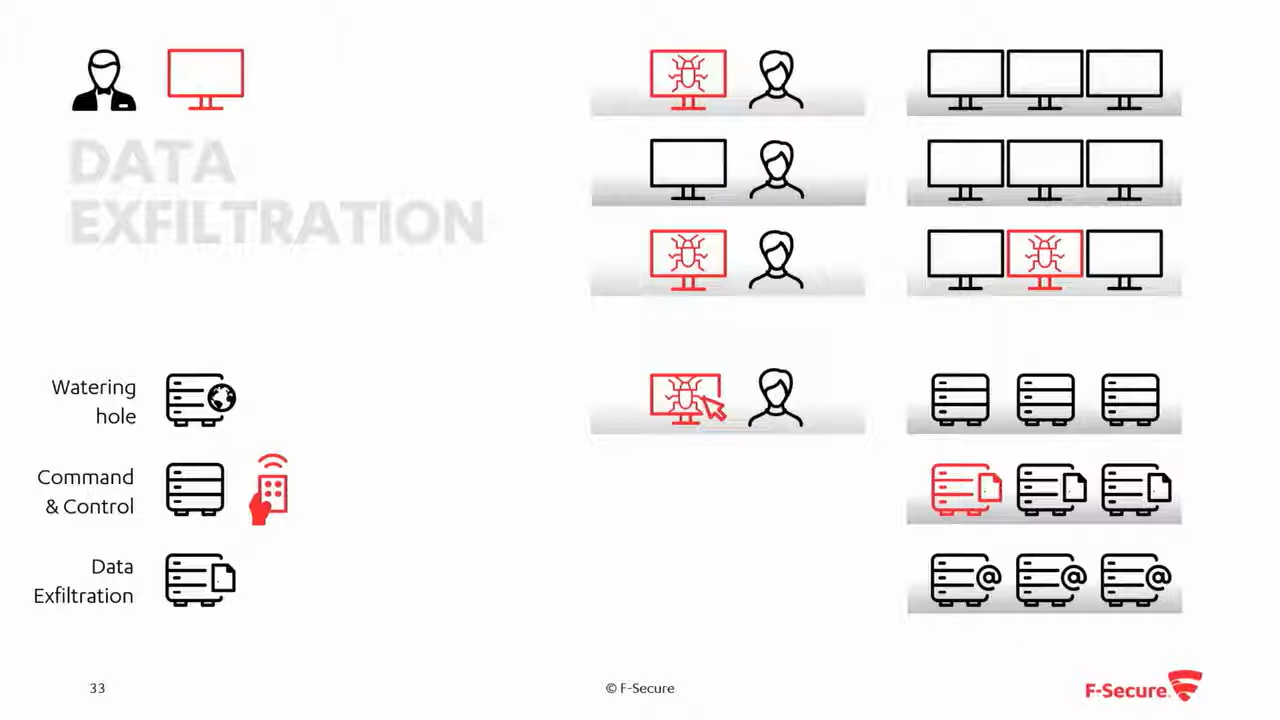 DATA
EXFILTRATION
Watering
hole
Command
& Control
Data
Exfiltration
@ @ @
33
© F-Secure
F-Secure.